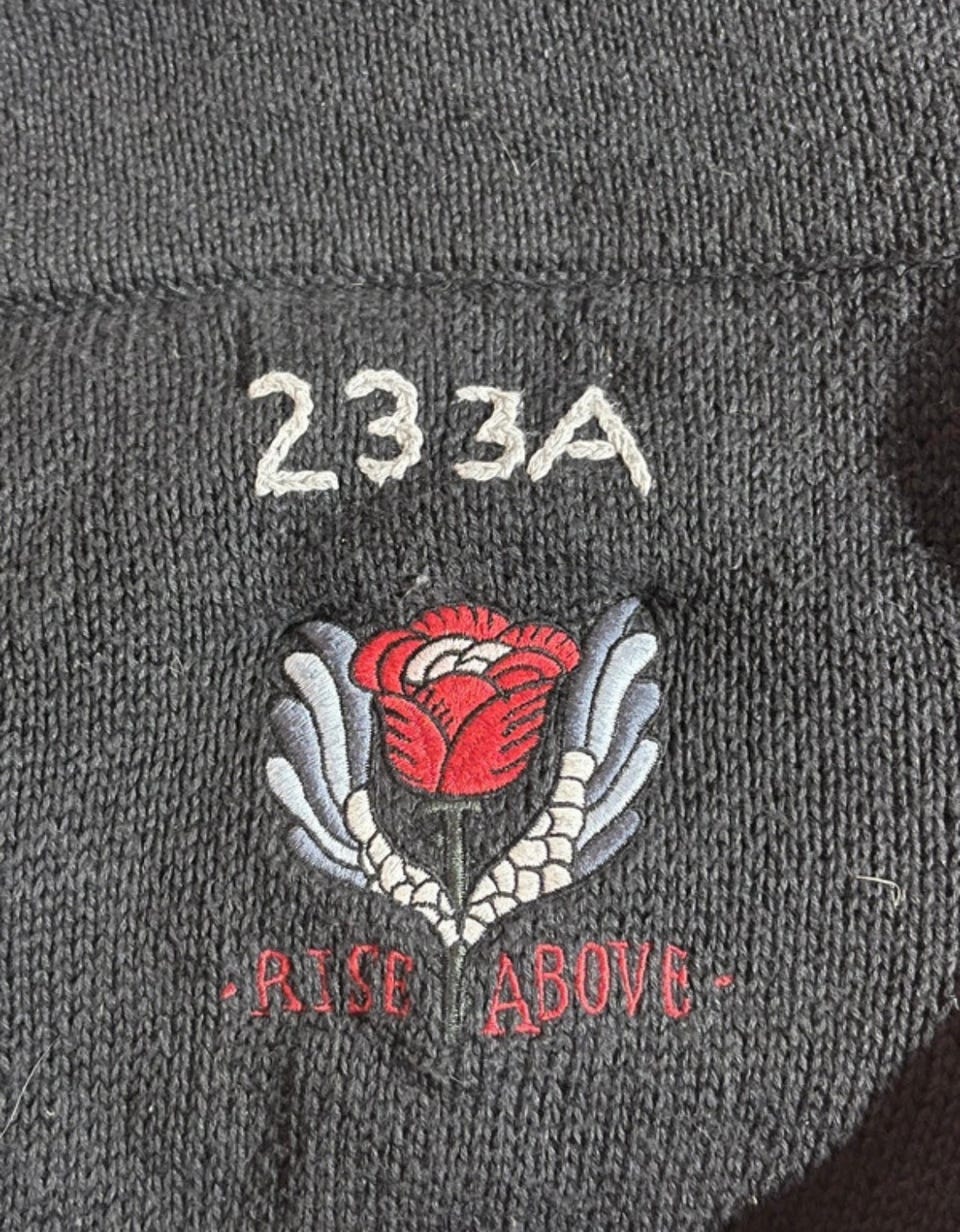 233A
· RISE ABOVE ·